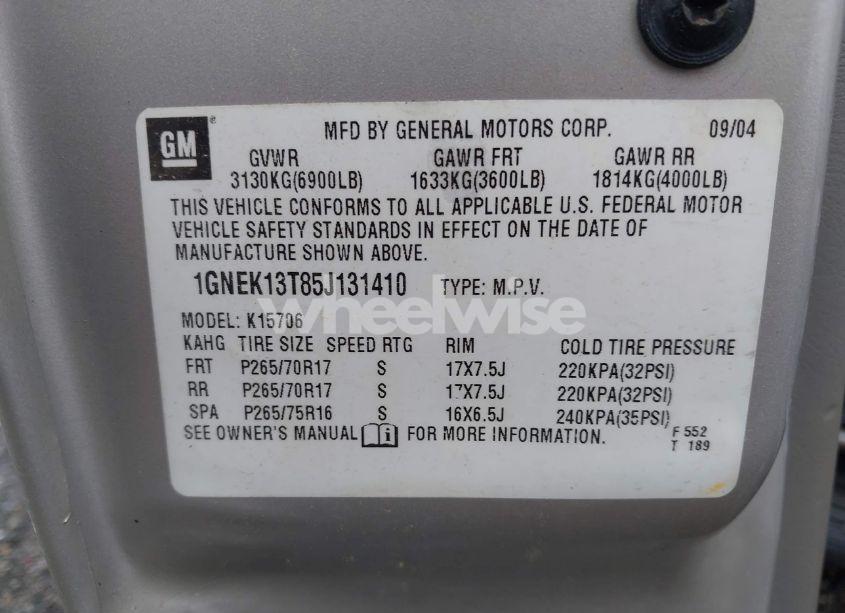 GM ®
MFD BY GENERAL MOTORS CORP. 09/04
GVWR GAWR FRT GAWR RR
3130KG(6900LB) 1633KG(3600LB) 1814KG(4000LB)
THIS VEHICLE CONFORMS TO ALL APPLICABLE U.S. FEDERAL MOTOR
VEHICLE SAFETY STANDARDS IN EFFECT ON THE DATE OF
MANUFACTURE SHOWN ABOVE.
1GNEK13T85J131410 TYPE: M.P.V.
wheelwise
MODEL: K15706
KAHG TIRE SIZE SPEED RTG RIM COLD TIRE PRESSURE
FRT P265/70R17 S 17X7.5J 220KPA(32PSI)
RR P265/70R17 S 17X7.5J 220KPA(32PSI)
SPA P265/75R16 S 16X6.5J 240KPA(35PSI)
SEE OWNER'S MANUAL i FOR MORE INFORMATION. F 552
T 189